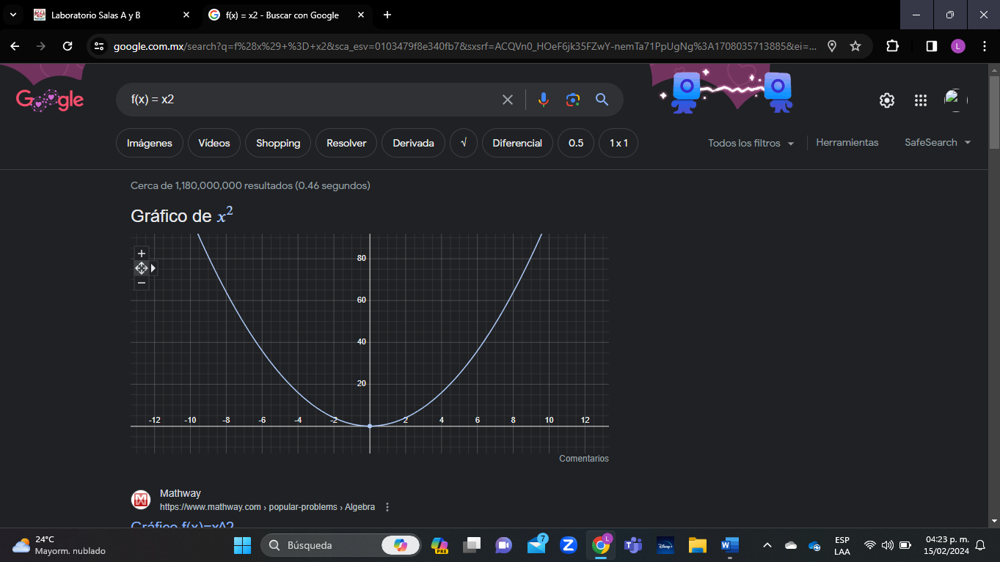 Laboratorio Salas A y B
f(x) = x2 - Buscar con Google
google.com.mx/search?q=f%28x%29+%3D+x2&sca_esv=0103479f8e340fb7&sxsrf=ACQVn0_HOeF6jk35FZwY-nemTa71PpUgNg%3A1708035713885&ei=...
L
Google
f(x) = x2
Imágenes
Vídeos
Shopping
Resolver
Derivada
√
Diferencial
0.5
1 x 1
Todos los filtros
Herramientas
SafeSearch
Cerca de 1,180,000,000 resultados (0.46 segundos)
Gráfico de x²
80
60
40
20
-12 -10 -8 -6 -4 -2 2 4 6 8 10 12
Comentarios
Mathway
https://www.mathway.com › popular-problems › Algebra
Gráfico f(x)=x^2
24°C
Mayorm. nublado
Búsqueda
PRE
7
L
Disney+
ESP
LAA
04:23 p. m.
15/02/2024